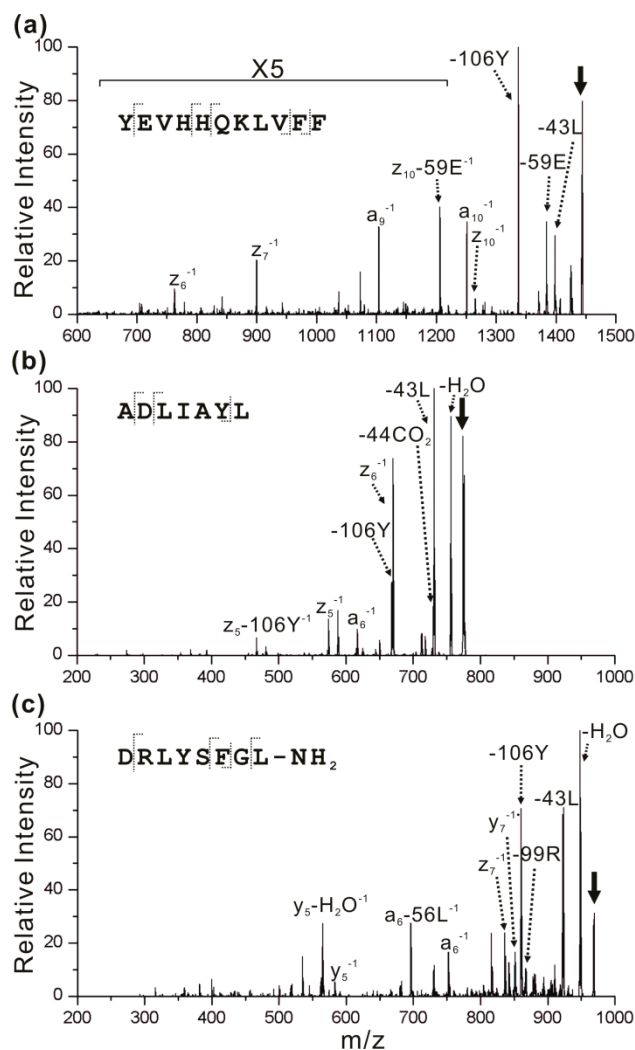 (a)
X5
YEVHHQKLVFF
-106Y
-43L
-59E
z₁₀-59E⁻¹
a₉⁻¹
a₁₀⁻¹
z₁₀⁻¹
z₇⁻¹
z₆⁻¹
Relative Intensity
100
80
60
40
20
0
600 700 800 900 1000 1100 1200 1300 1400 1500
(b)
ADLIAYL
-43L
-H₂O
-44CO₂
z₆⁻¹
-106Y
z₅-106Y⁻¹
z₅⁻¹
a₆⁻¹
Relative Intensity
100
80
60
40
20
0
200 300 400 500 600 700 800 900 1000
(c)
DRLYSFGL-NH₂
-H₂O
-106Y
-43L
y₇⁻¹
-99R
z₇⁻¹
y₅-H₂O⁻¹
a₆-56L⁻¹
a₆⁻¹
y₅⁻¹
Relative Intensity
100
80
60
40
20
0
200 300 400 500 600 700 800 900 1000
m/z